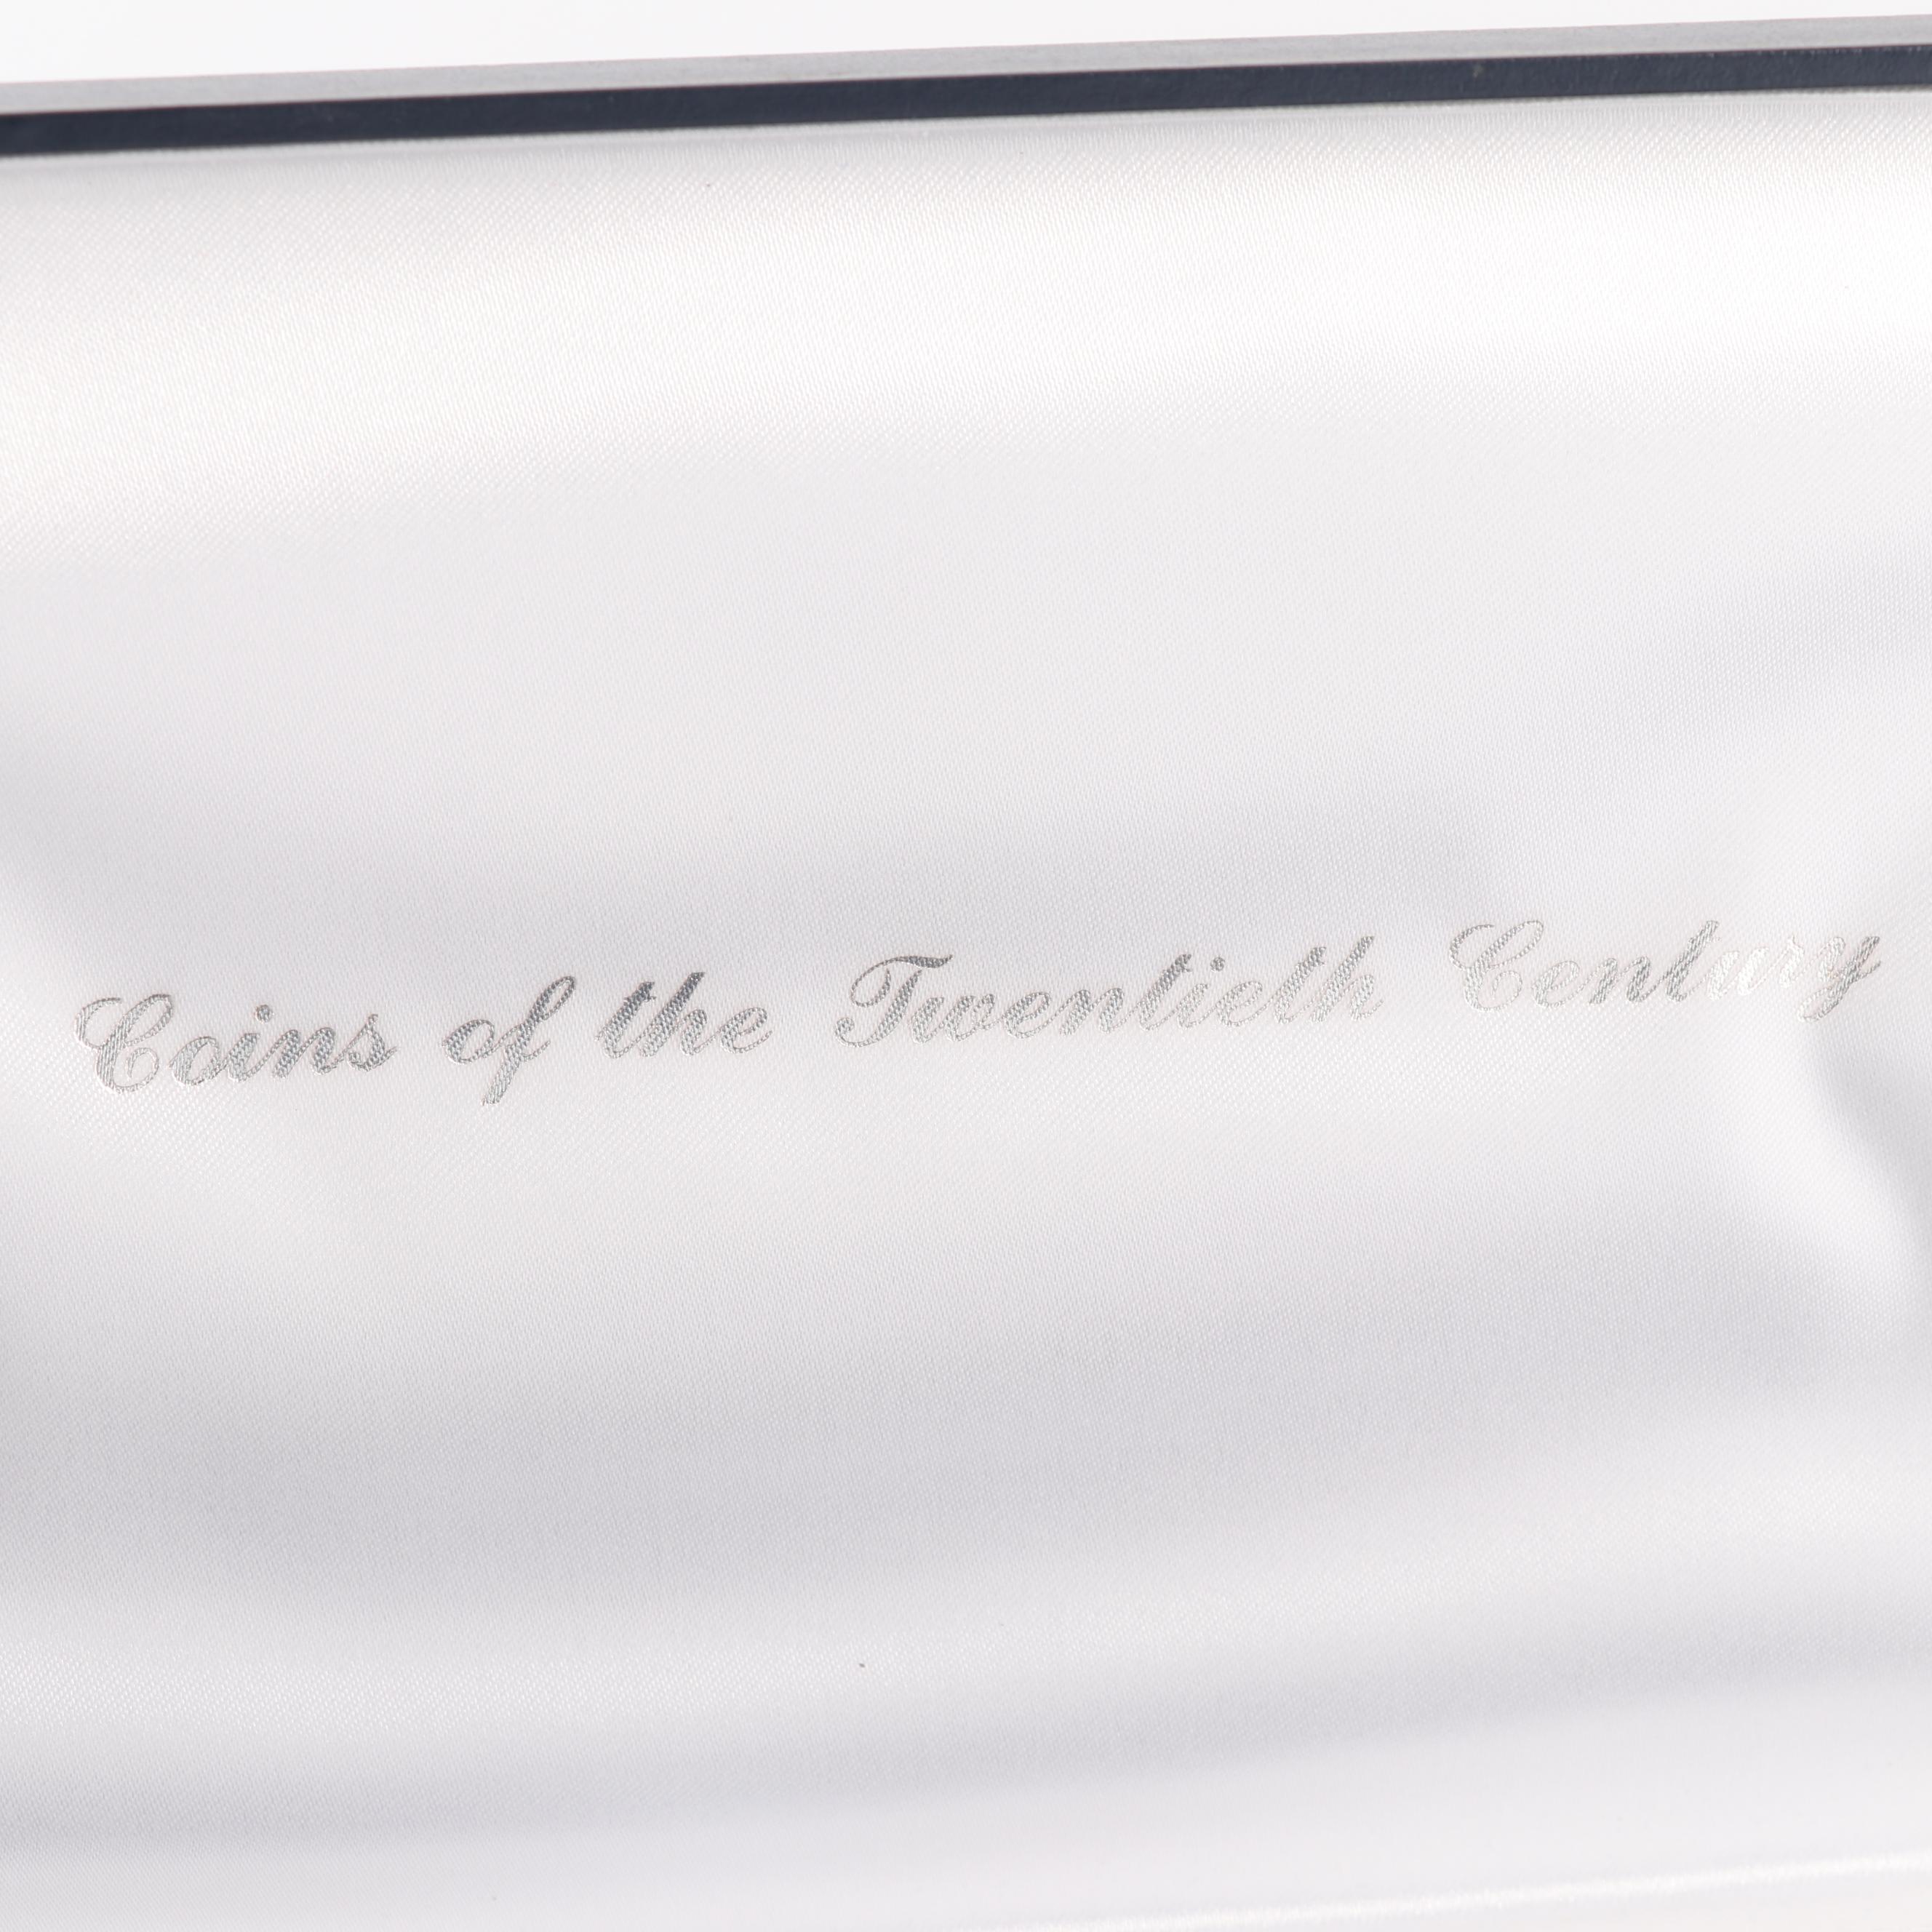 Coins of the Twentieth Century